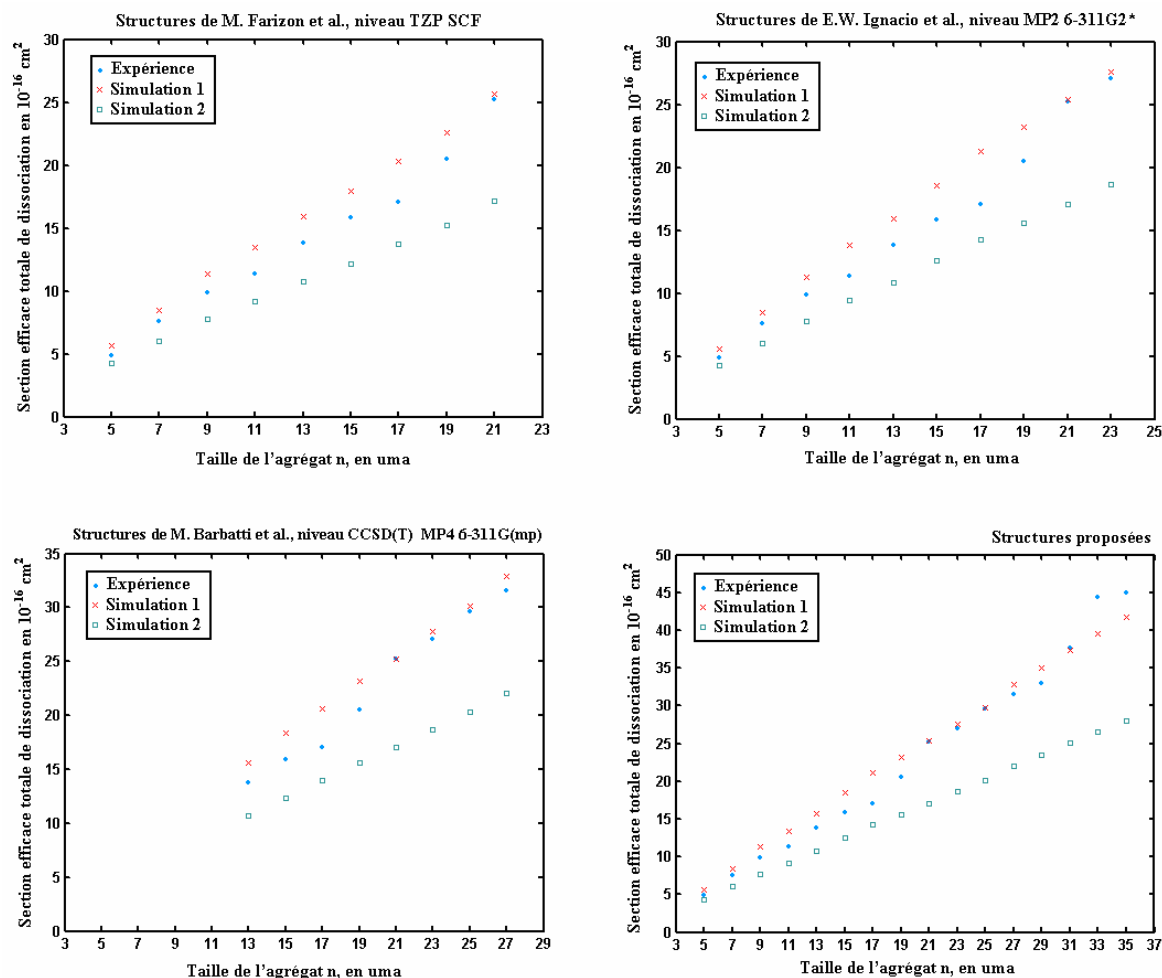 Structures de M. Farizon et al., niveau TZP SCF
30
25
20
15
10
5
0
Section efficace totale de dissociation en 10⁻¹⁶ cm²
Expérience
Simulation 1
Simulation 2
3 5 7 9 11 13 15 17 19 21 23
Taille de l'agrégat n, en uma
Structures de E.W. Ignacio et al., niveau MP2 6-311G2*
30
25
20
15
10
5
0
Section efficace totale de dissociation en 10⁻¹⁶ cm²
Expérience
Simulation 1
Simulation 2
3 5 7 9 11 13 15 17 19 21 23 25
Taille de l'agrégat n, en uma
Structures de M. Barbatti et al., niveau CCSD(T) MP4 6-311G(mp)
35
30
25
20
15
10
5
0
Section efficace totale de dissociation en 10⁻¹⁶ cm²
Expérience
Simulation 1
Simulation 2
3 5 7 9 11 13 15 17 19 21 23 25 27 29
Taille de l'agrégat n, en uma
Structures proposées
50
45
40
35
30
25
20
15
10
5
0
Section efficace totale de dissociation en 10⁻¹⁶ cm²
Expérience
Simulation 1
Simulation 2
3 5 7 9 11 13 15 17 19 21 23 25 27 29 31 33 35 37
Taille de l'agrégat n, en uma